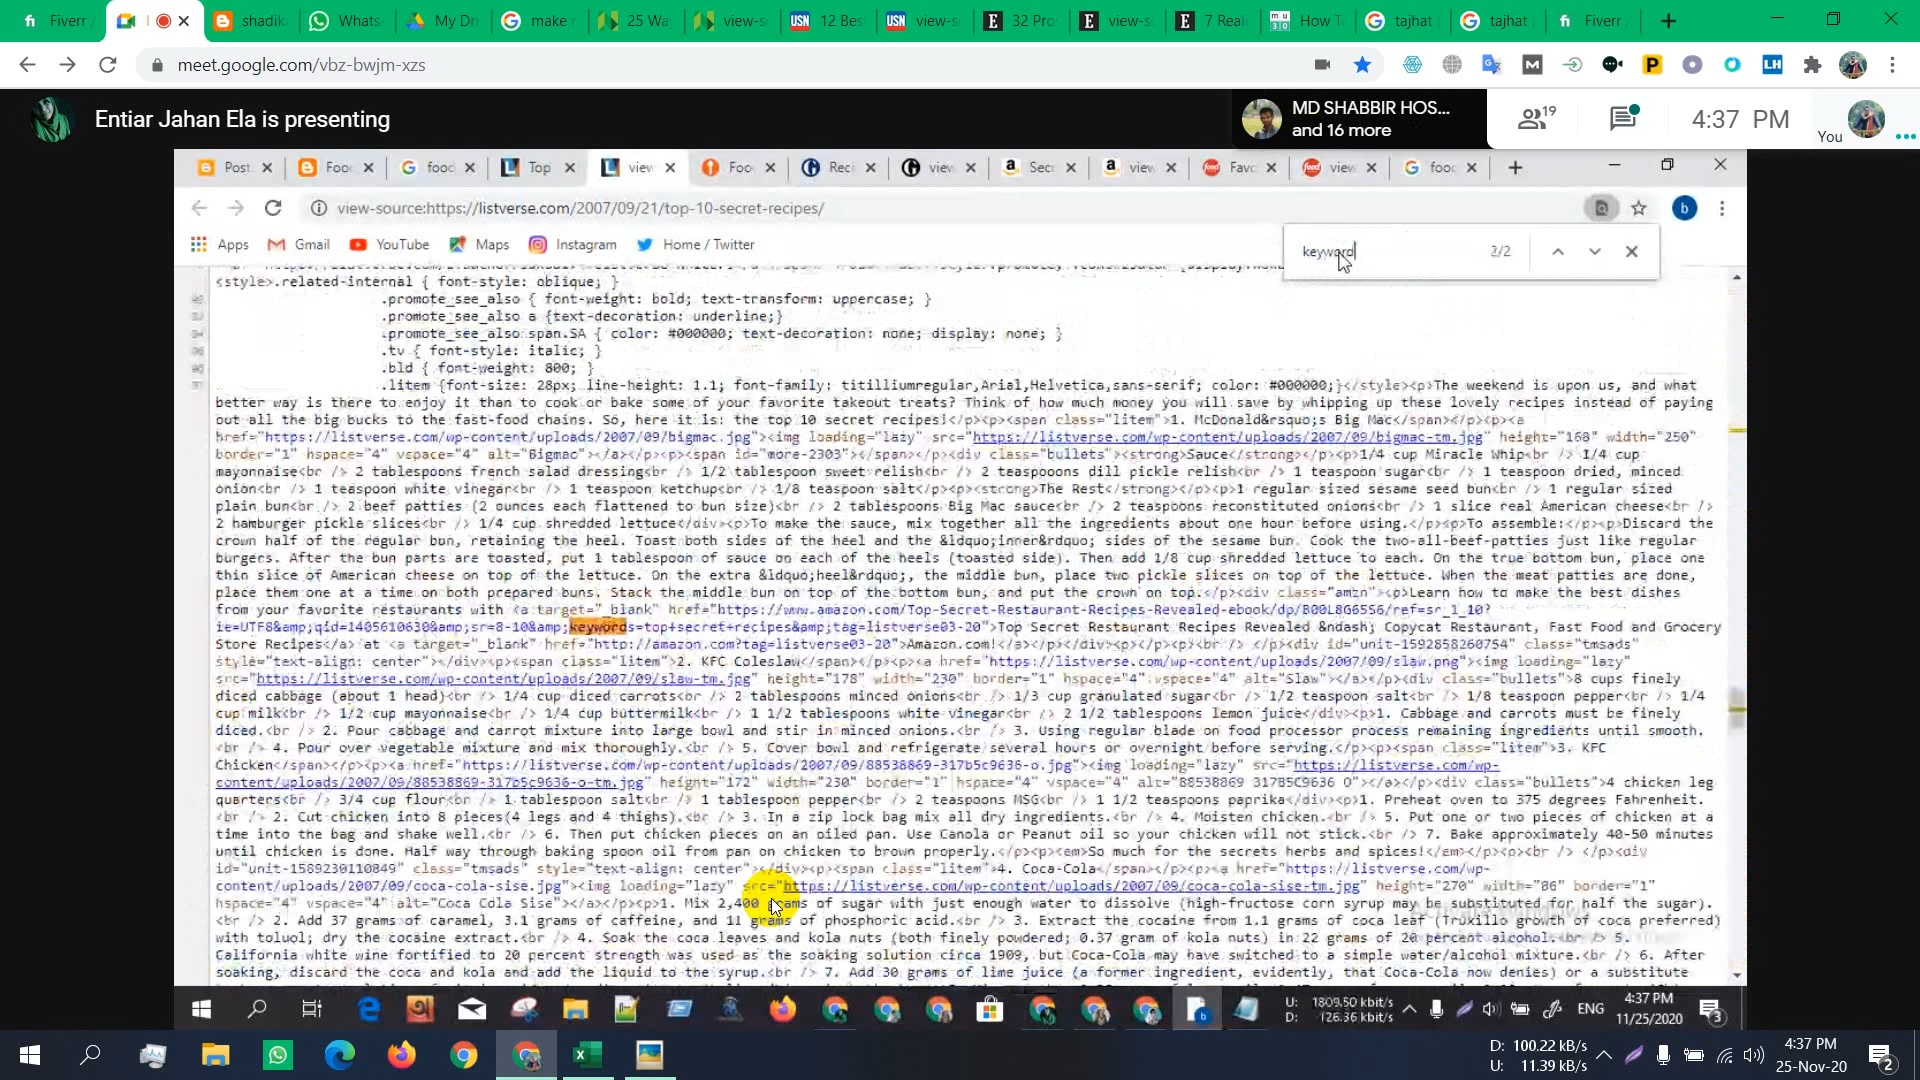 Fiverr
shadik
Whats
My Dri
make r
25 Wa
view-s
12 Bes
view-s
32 Pro
view-s
7 Reali
How T
tajhat
tajhat
Fiverr
meet.google.com/vbz-bwjm-xzs
Entiar Jahan Ela is presenting
MD SHABBIR HOS...
and 16 more
19
4:37 PM
You
Post
Foo
food
Top
view
Foo
Reci
view
Secr
view
Favo
view
food
view-source:https://listverse.com/2007/09/21/top-10-secret-recipes/
Apps Gmail YouTube Maps Instagram Home / Twitter
keyword 2/2
<style>.related-internal { font-style: oblique; }
.promote_see_also { font-weight: bold; text-transform: uppercase; }
.promote_see_also a {text-decoration: underline;}
.promote_see_also span.SA { color: #000000; text-decoration: none; display: none; }
.tv { font-style: italic; }
.bld { font-weight: 800; }
.litem {font-size: 28px; line-height: 1.1; font-family: titilliumregular,Arial,Helvetica,sans-serif; color: #000000;}</style><p>The weekend is upon us, and what
better way is there to enjoy it than to cook or bake some of your favorite takeout treats? Think of how much money you will save by whipping up these lovely recipes instead of paying
out all the big bucks to the fast-food chains. So, here it is: the top 10 secret recipes!</p><p><span class="litem">1. McDonald&rsquo;s Big Mac</span></p><p><a
href="https://listverse.com/wp-content/uploads/2007/09/bigmac.jpg"><img loading="lazy" src="https://listverse.com/wp-content/uploads/2007/09/bigmac-tm.jpg" height="168" width="250"
border="1" hspace="4" vspace="4" alt="Bigmac"></a></p><p><span id="more-2303"></span></p><div class="bullets"><strong>Sauce</strong></p><p>1/4 cup Miracle Whip<br /> 1/4 cup
mayonnaise<br /> 2 tablespoons french salad dressing<br /> 1/2 tablespoon sweet relish<br /> 2 teaspooons dill pickle relish<br /> 1 teaspoon sugar<br /> 1 teaspoon dried, minced
onion<br /> 1 teaspoon white vinegar<br /> 1 teaspoon ketchup<br /> 1/8 teaspoon salt</p><p><strong>The Rest</strong></p><p>1 regular sized sesame seed bun<br /> 1 regular sized
plain bun<br /> 2 beef patties (2 ounces each flattened to bun size)<br /> 2 tablespoons Big Mac sauce<br /> 2 teaspoons reconstituted onions<br /> 1 slice real American cheese<br />
2 hamburger pickle slices<br /> 1/4 cup shredded lettuce</div><p>To make the sauce, mix together all the ingredients about one hour before using.</p><p>To assemble:</p><p>Discard the
crown half of the regular bun, retaining the heel. Toast both sides of the heel and the &ldquo;inner&rdquo; sides of the sesame bun. Cook the two-all-beef-patties just like regular
burgers. After the bun parts are toasted, put 1 tablespoon of sauce on each of the heels (toasted side). Then add 1/8 cup shredded lettuce to each. On the true bottom bun, place one
thin slice of American cheese on top of the lettuce. On the extra &ldquo;heel&rdquo;, the middle bun, place two pickle slices on top of the lettuce. When the meat patties are done,
place them one at a time on both prepared buns. Stack the middle bun on top of the bottom bun, and put the crown on top.</p><div class="amzn"><p>Learn how to make the best dishes
from your favorite restaurants with <a target="_blank" href="https://www.amazon.com/Top-Secret-Restaurant-Recipes-Revealed-ebook/dp/B00L8G65S6/ref=sr_1_10?
ie=UTF8&amp;qid=1405610630&amp;sr=8-10&amp;keywords=top+secret+recipes&amp;tag=listverse03-20">Top Secret Restaurant Recipes Revealed &ndash; Copycat Restaurant, Fast Food and Grocery
Store Recipes</a> at <a target="_blank" href="http://amazon.com?tag=listverse03-20">Amazon.com!</a></p></div><p><br /> </p><div id="unit-1592858260754" class="tmsads"
style="text-align: center"></div><p><span class="litem">2. KFC Coleslaw</span></p><p><a href="https://listverse.com/wp-content/uploads/2007/09/slaw.png"><img loading="lazy"
src="https://listverse.com/wp-content/uploads/2007/09/slaw-tm.jpg" height="178" width="230" border="1" hspace="4" vspace="4" alt="Slaw"></a></p><div class="bullets">8 cups finely
diced cabbage (about 1 head)<br /> 1/4 cup diced carrots<br /> 2 tablespoons minced onions<br /> 1/3 cup granulated sugar<br /> 1/2 teaspoon salt<br /> 1/8 teaspoon pepper<br /> 1/4
cup milk<br /> 1/2 cup mayonnaise<br /> 1/4 cup buttermilk<br /> 1 1/2 tablespoons white vinegar<br /> 2 1/2 tablespoons lemon juice</div><p>1. Cabbage and carrots must be finely
diced.<br /> 2. Pour cabbage and carrot mixture into large bowl and stir in minced onions.<br /> 3. Using regular blade on food processor process remaining ingredients until smooth.
<br /> 4. Pour over vegetable mixture and mix thoroughly.<br /> 5. Cover bowl and refrigerate several hours or overnight before serving.</p><p><span class="litem">3. KFC
Chicken</span></p><p><a href="https://listverse.com/wp-content/uploads/2007/09/88538869-317b5c9636-o.jpg"><img loading="lazy" src="https://listverse.com/wp-
content/uploads/2007/09/88538869-317b5c9636-o-tm.jpg" height="172" width="230" border="1" hspace="4" vspace="4" alt="88538869 317B5C9636 O"></a></p><div class="bullets">4 chicken leg
quarters<br /> 3/4 cup flour<br /> 1 tablespoon salt<br /> 1 tablespoon pepper<br /> 2 teaspoons MSG<br /> 1 1/2 teaspoons paprika</div><p>1. Preheat oven to 375 degrees Fahrenheit.
<br /> 2. Cut chicken into 8 pieces(4 legs and 4 thighs).<br /> 3. In a zip lock bag mix all dry ingredients.<br /> 4. Moisten chicken.<br /> 5. Put one or two pieces of chicken at a
time into the bag and shake well.<br /> 6. Then put chicken pieces on an oiled pan. Use Canola or Peanut oil so your chicken will not stick.<br /> 7. Bake approximately 40-50 minutes
until chicken is done. Half way through baking spoon oil from pan on chicken to brown properly.</p><p><em>So much for the secrets herbs and spices!</em></p><p><br /> </p><div
id="unit-1589230110849" class="tmsads" style="text-align: center"></div><p><span class="litem">4. Coca-Cola</span></p><p><a href="https://listverse.com/wp-
content/uploads/2007/09/coca-cola-sise.jpg"><img loading="lazy" src="https://listverse.com/wp-content/uploads/2007/09/coca-cola-sise-tm.jpg" height="270" width="86" border="1"
hspace="4" vspace="4" alt="Coca Cola Sise"></a></p><p>1. Mix 2,400 grams of sugar with just enough water to dissolve (high-fructose corn syrup may be substituted for half the sugar).
<br /> 2. Add 37 grams of caramel, 3.1 grams of caffeine, and 11 grams of phosphoric acid.<br /> 3. Extract the cocaine from 1.1 grams of coca leaf (Truxillo growth of coca preferred)
with toluol; dry the cocaine extract.<br /> 4. Soak the coca leaves and kola nuts (both finely powdered; 0.37 gram of kola nuts) in 22 grams of 20 percent alcohol.<br /> 5.
California white wine fortified to 20 percent strength was used as the soaking solution circa 1909, but Coca-Cola may have switched to a simple water/alcohol mixture.<br /> 6. After
soaking, discard the coca and kola and add the liquid to the syrup.<br /> 7. Add 30 grams of lime juice (a former ingredient, evidently, that Coca-Cola now denies) or a substitute
U: 1809.50 kbit/s
D: 126.36 kbit/s
ENG
4:37 PM
11/25/2020
3
D: 100.22 kB/s
U: 11.39 kB/s
4:37 PM
25-Nov-20
2